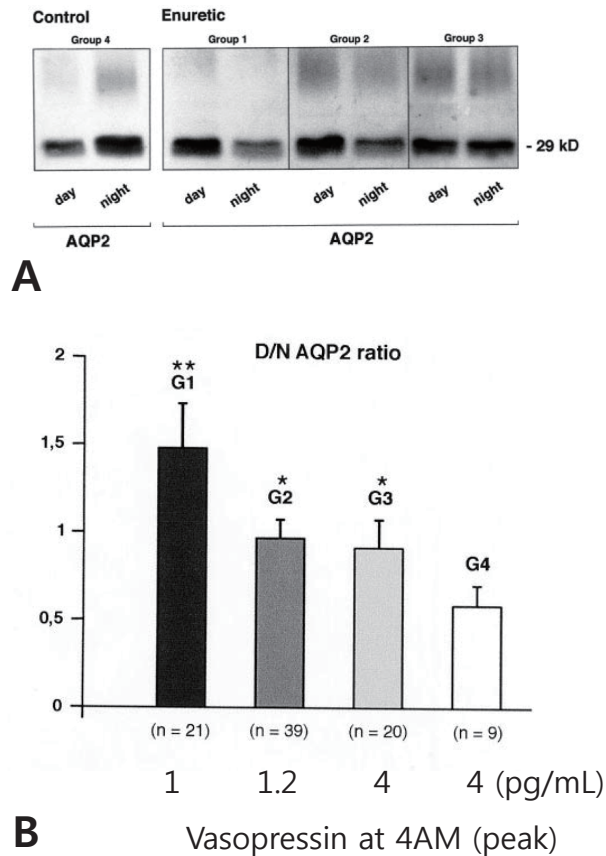 Control Enuretic
Group 4 Group 1 Group 2 Group 3
- 29 kD
day night day night day night day night
AQP2 AQP2
A
D/N AQP2 ratio
2
**
G1
1,5
*
G2
*
G3
1
G4
0,5
0
(n = 21) (n = 39) (n = 20) (n = 9)
1 1.2 4 4 (pg/mL)
B Vasopressin at 4AM (peak)